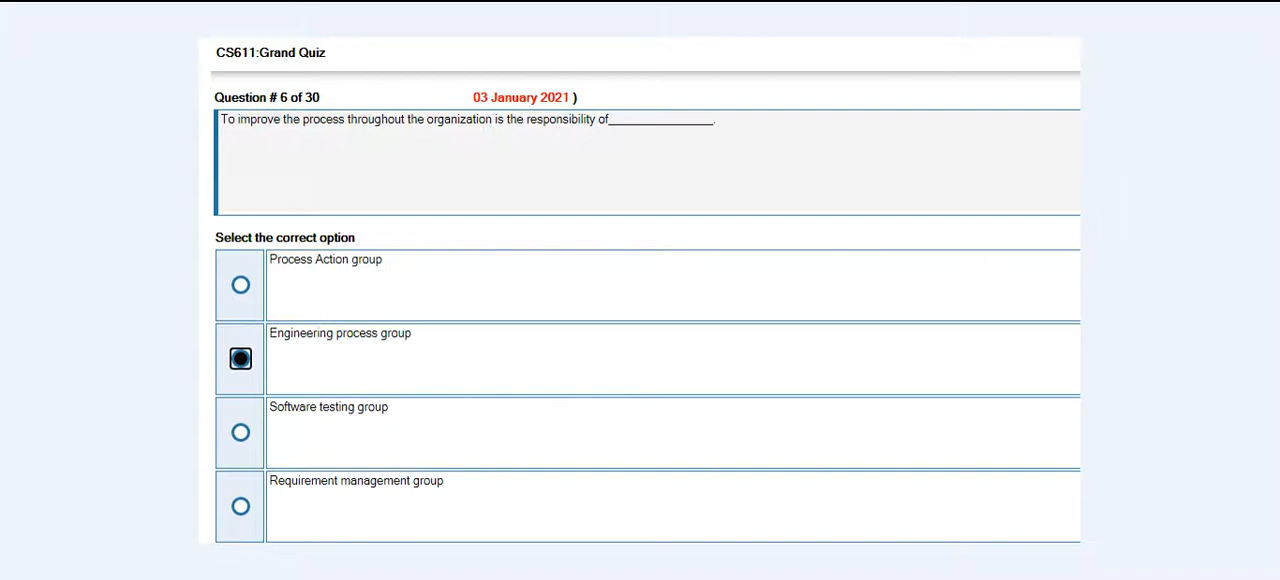 CS611:Grand Quiz
Question # 6 of 30 03 January 2021 )
To improve the process throughout the organization is the responsibility of________________.
Select the correct option
Process Action group
Engineering process group
Software testing group
Requirement management group